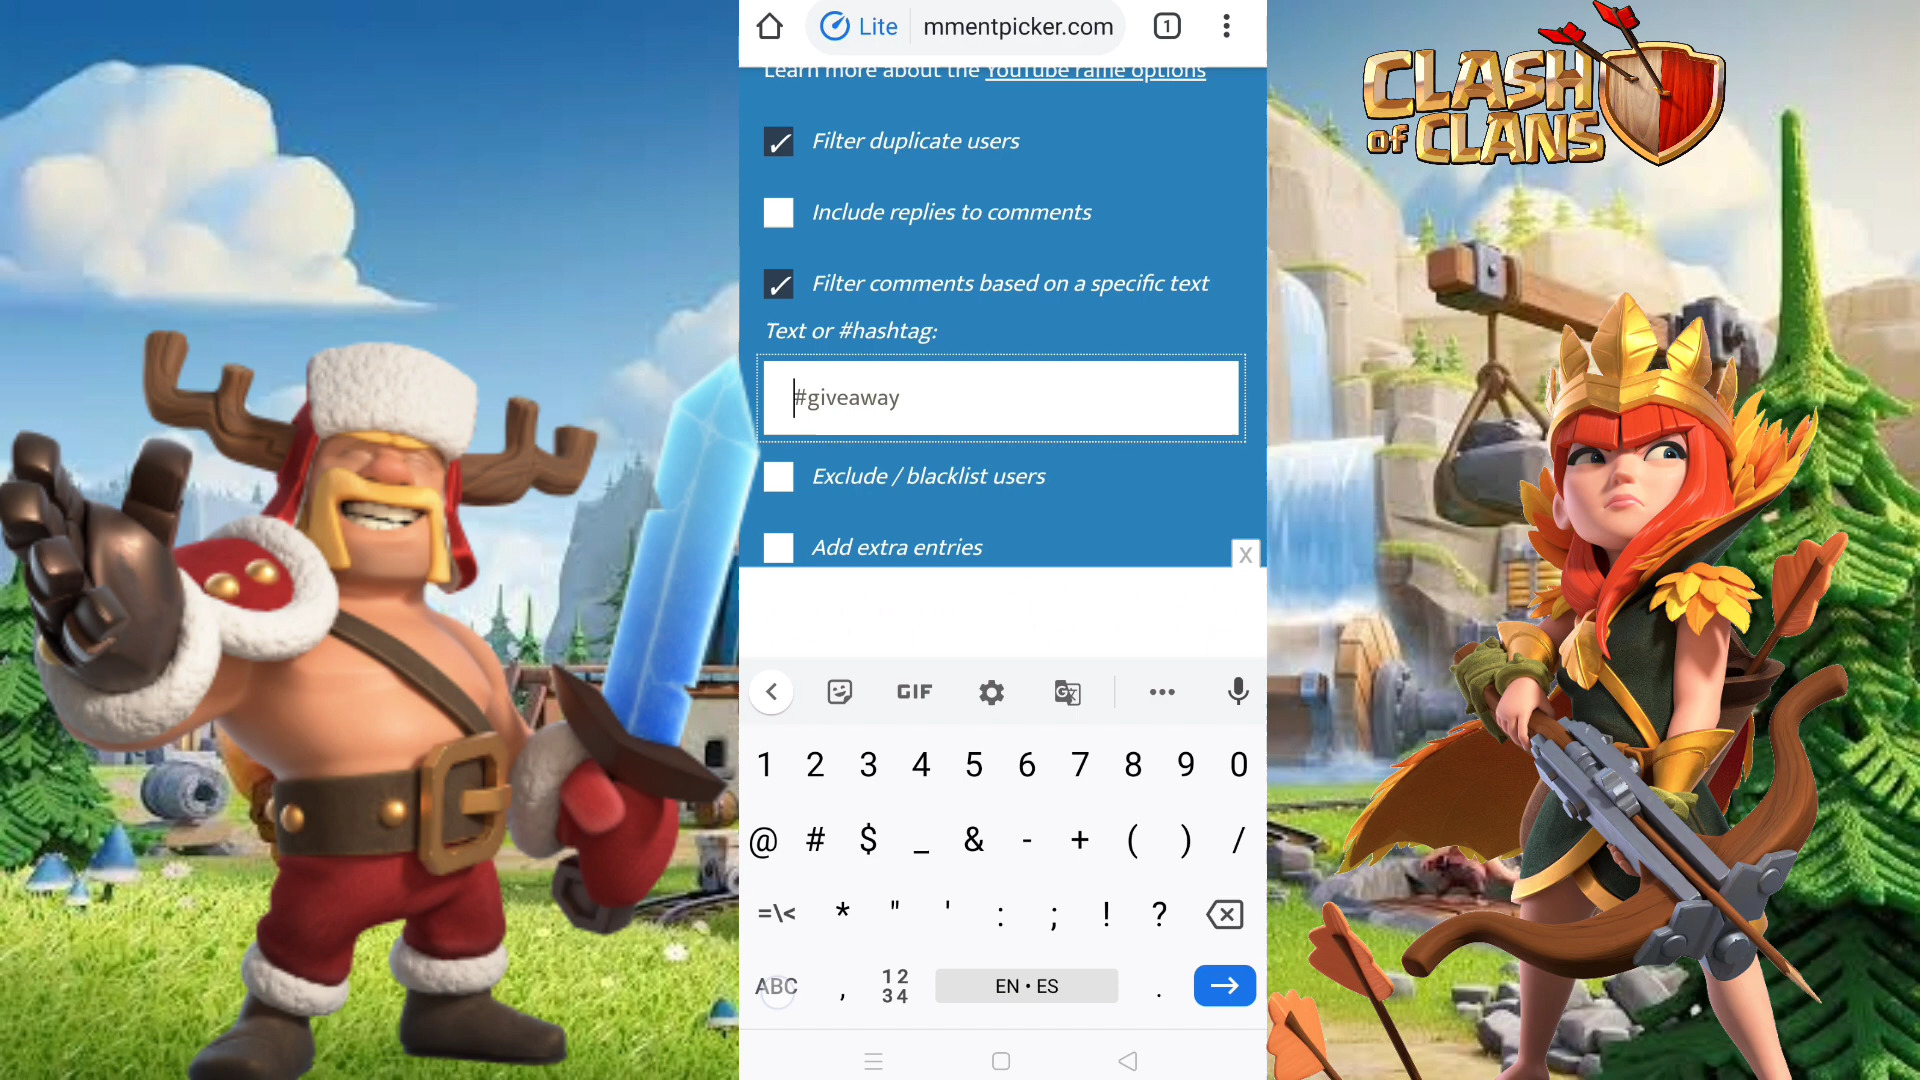 Lite mmentpicker.com 1
Learn more about the YouTube raffle options
Filter duplicate users
Include replies to comments
Filter comments based on a specific text
Text or #hashtag:
#giveaway
Exclude / blacklist users
Add extra entries
X
GIF
1 2 3 4 5 6 7 8 9 0
@ # $ _ & - + ( ) /
=\< * " ' : ; ! ?
ABC , 12 34 EN • ES .
CLASH
OF CLANS